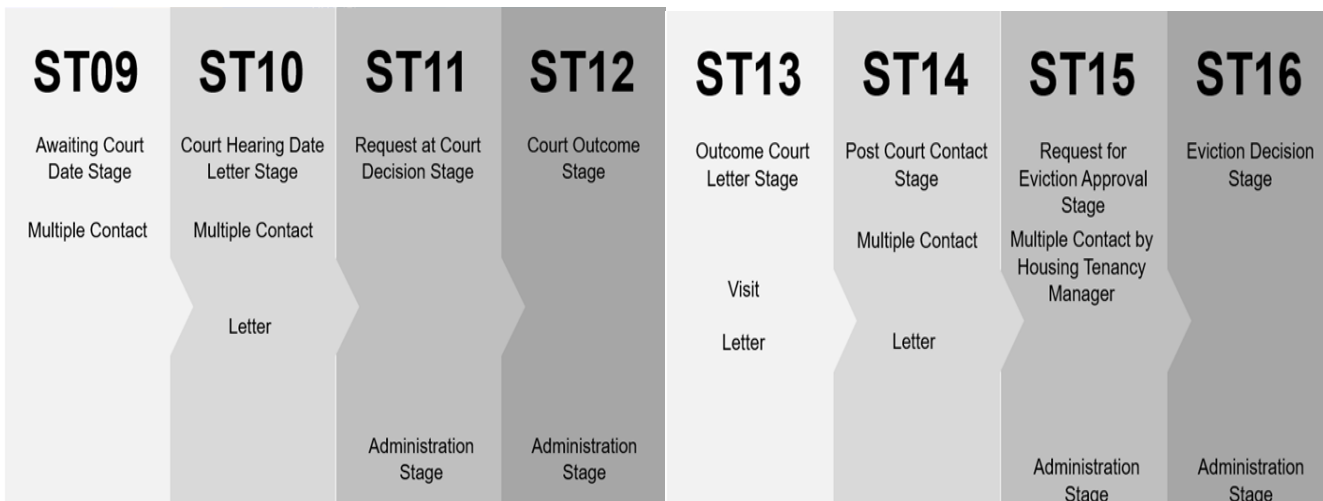 ST09
Awaiting Court
Date Stage
Multiple Contact
ST10
Court Hearing Date
Letter Stage
Multiple Contact
Letter
ST11
Request at Court
Decision Stage
Administration
Stage
ST12
Court Outcome
Stage
Administration
Stage
ST13
Outcome Court
Letter Stage
Visit
Letter
ST14
Post Court Contact
Stage
Multiple Contact
Letter
ST15
Request for
Eviction Approval
Stage
Multiple Contact by
Housing Tenancy
Manager
Administration
Stage
ST16
Eviction Decision
Stage
Administration
Stage